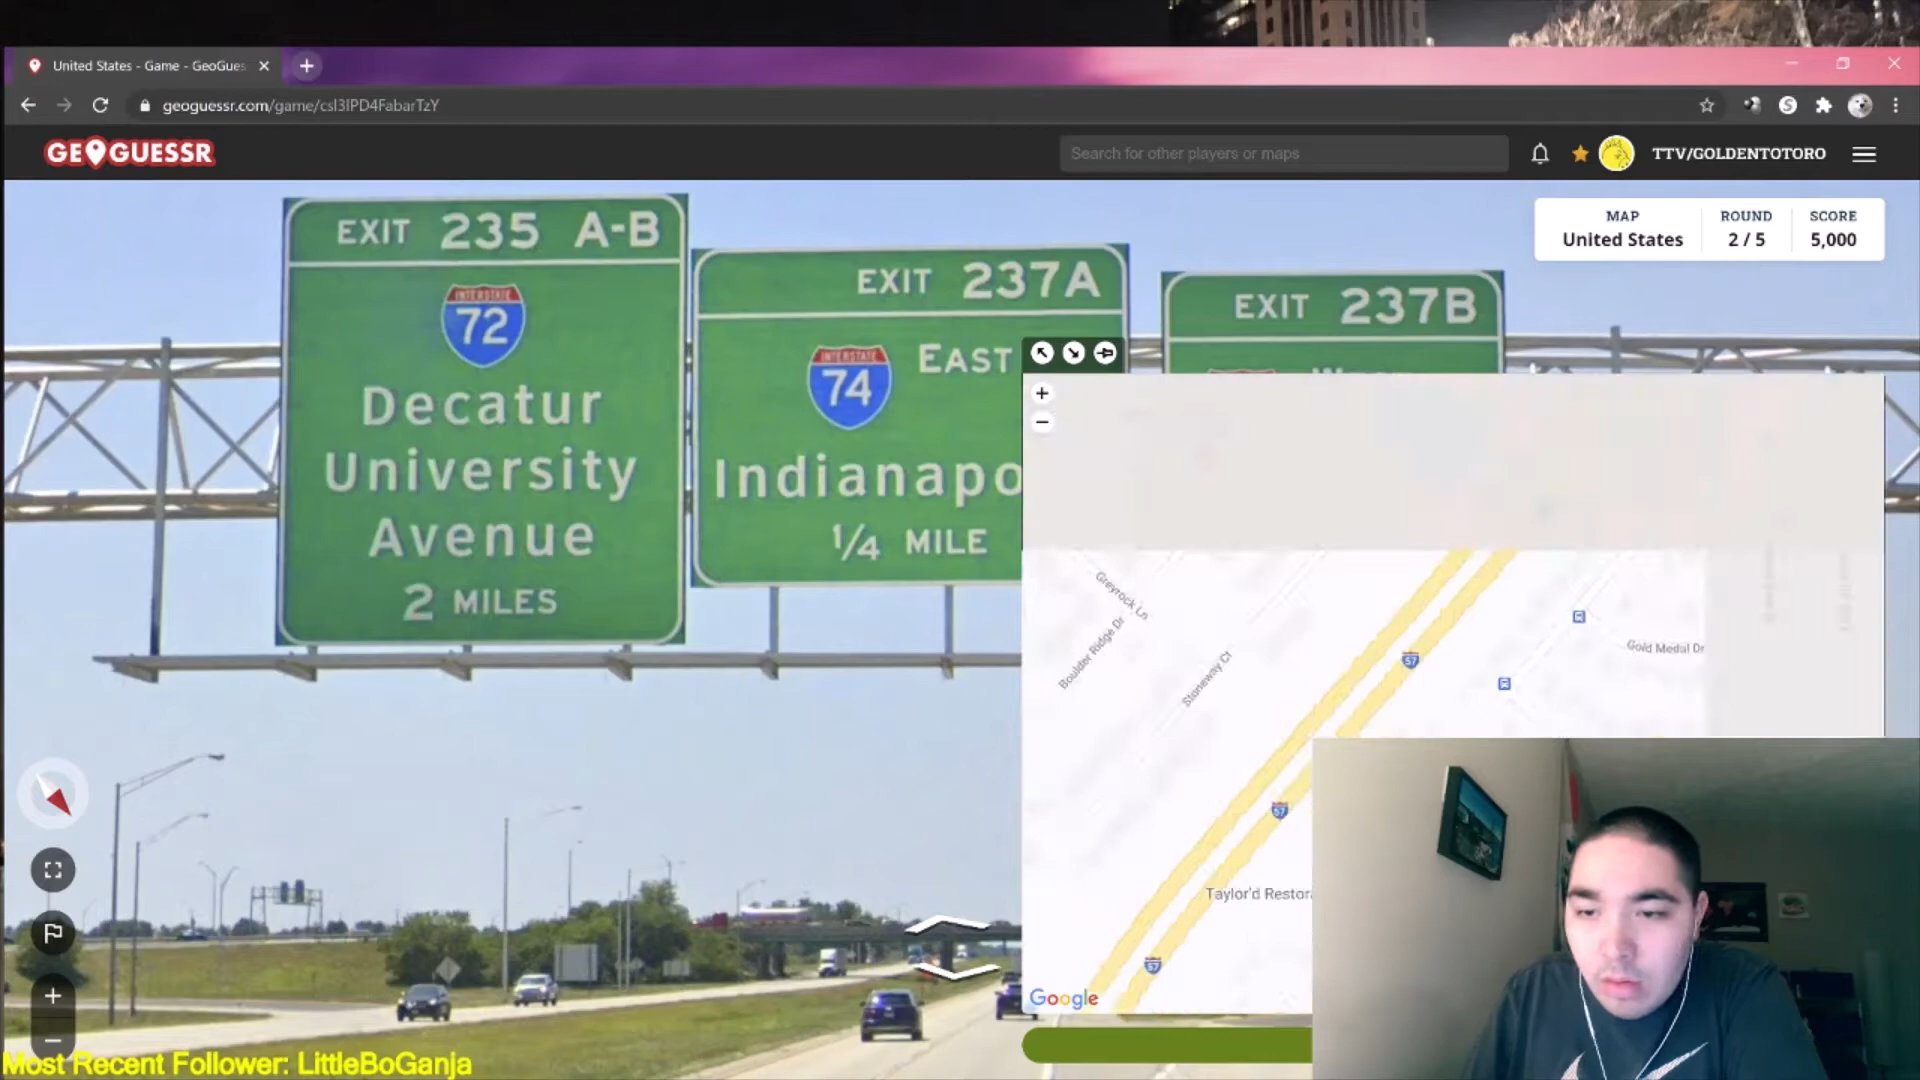 United States - Game - GeoGues
geoguessr.com/game/csl3IPD4FabarTzY
GEOGUESSR
Search for other players or maps
TTV/GOLDENTOTORO
MAP
United States
ROUND
2 / 5
SCORE
5,000
EXIT 235 A-B
INTERSTATE
72
Decatur
University
Avenue
2 MILES
EXIT 237A
INTERSTATE
74
EAST
Indianapo
1/4 MILE
EXIT 237B
Greyrock Ln
Boulder Ridge Dr
Stoneway Ct
57
Gold Medal Dr
57
Taylor'd Restor
57
Google
Most Recent Follower: LittleBoGanja